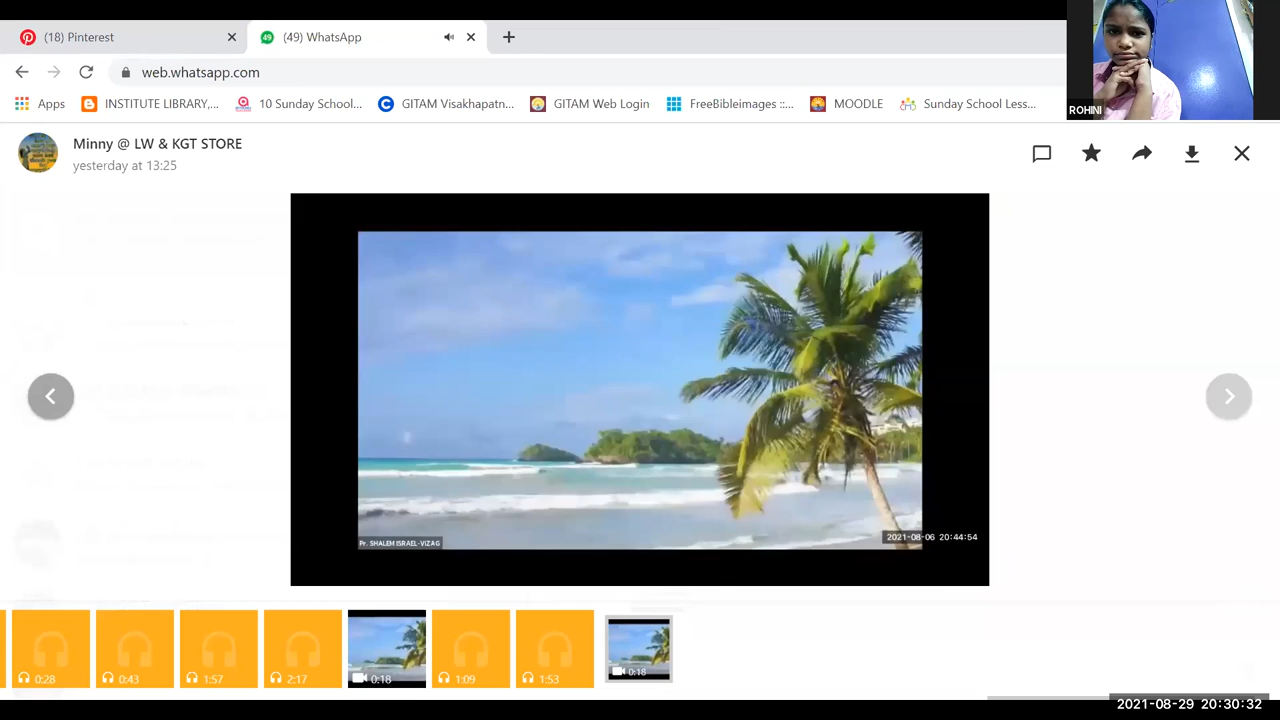 (18) Pinterest
(49) WhatsApp
web.whatsapp.com
Apps
INSTITUTE LIBRARY,...
10 Sunday School...
GITAM Visakhapatn...
GITAM Web Login
FreeBibleimages ::...
MOODLE
Sunday School Less...
ROHINI
Minny @ LW & KGT STORE
yesterday at 13:25
Pr. SHALEM ISRAEL-VIZAG
2021-08-06 20:44:54
0:28
0:43
1:57
2:17
0:18
1:09
1:53
0:18
2021-08-29 20:30:32